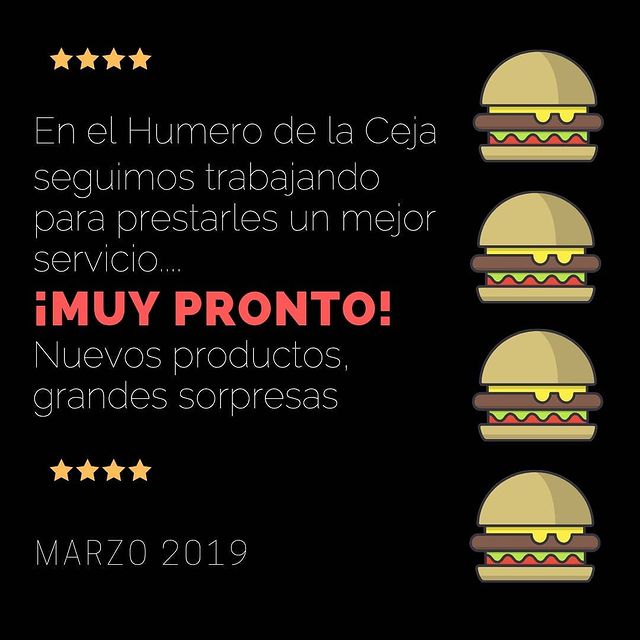 En el Humero de la Ceja
seguimos trabajando
para prestarles un mejor
servicio....
¡MUY PRONTO!
Nuevos productos,
grandes sorpresas
MARZO 2019